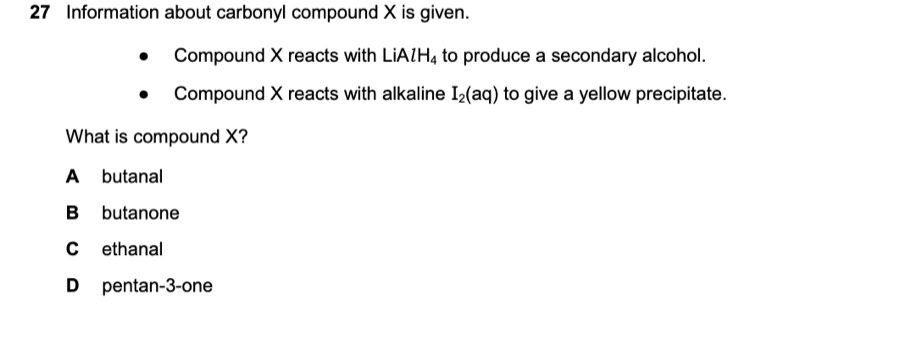 27 Information about carbonyl compound X is given.
• Compound X reacts with LiAlH₄ to produce a secondary alcohol.
• Compound X reacts with alkaline I₂(aq) to give a yellow precipitate.
What is compound X?
A butanal
B butanone
C ethanal
D pentan-3-one